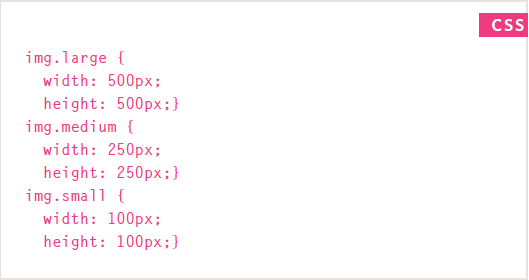 CSS
img.large {
  width: 500px;
  height: 500px;}
img.medium {
  width: 250px;
  height: 250px;}
img.small {
  width: 100px;
  height: 100px;}